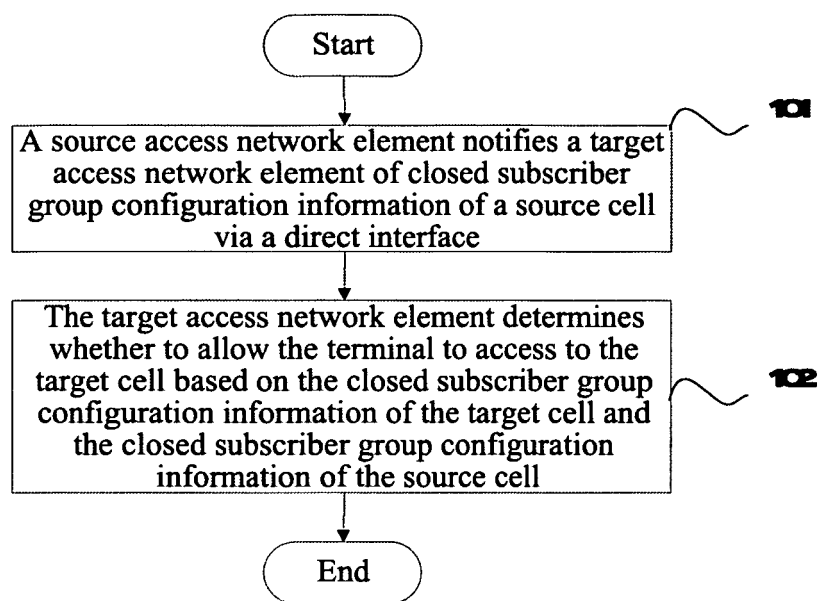 Start
101
A source access network element notifies a target
access network element of closed subscriber
group configuration information of a source cell
via a direct interface
The target access network element determines
whether to allow the terminal to access to the
target cell based on the closed subscriber group
configuration information of the target cell and
the closed subscriber group configuration
information of the source cell
102
End